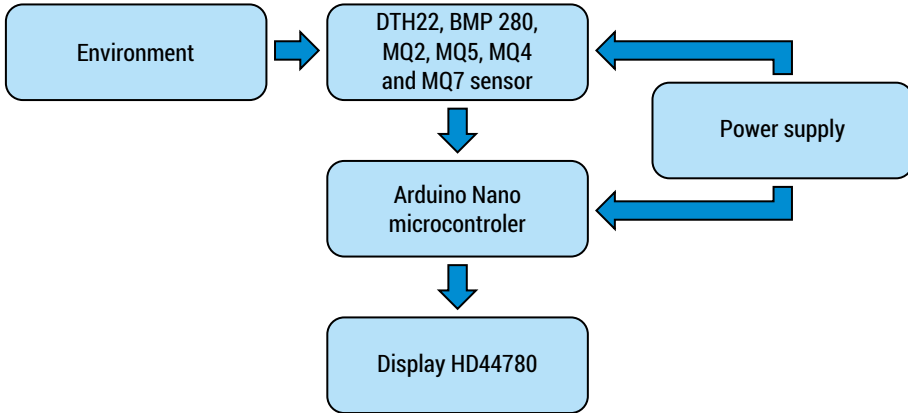 Environment
DTH22, BMP 280,
MQ2, MQ5, MQ4
and MQ7 sensor
Power supply
Arduino Nano
microcontroler
Display HD44780